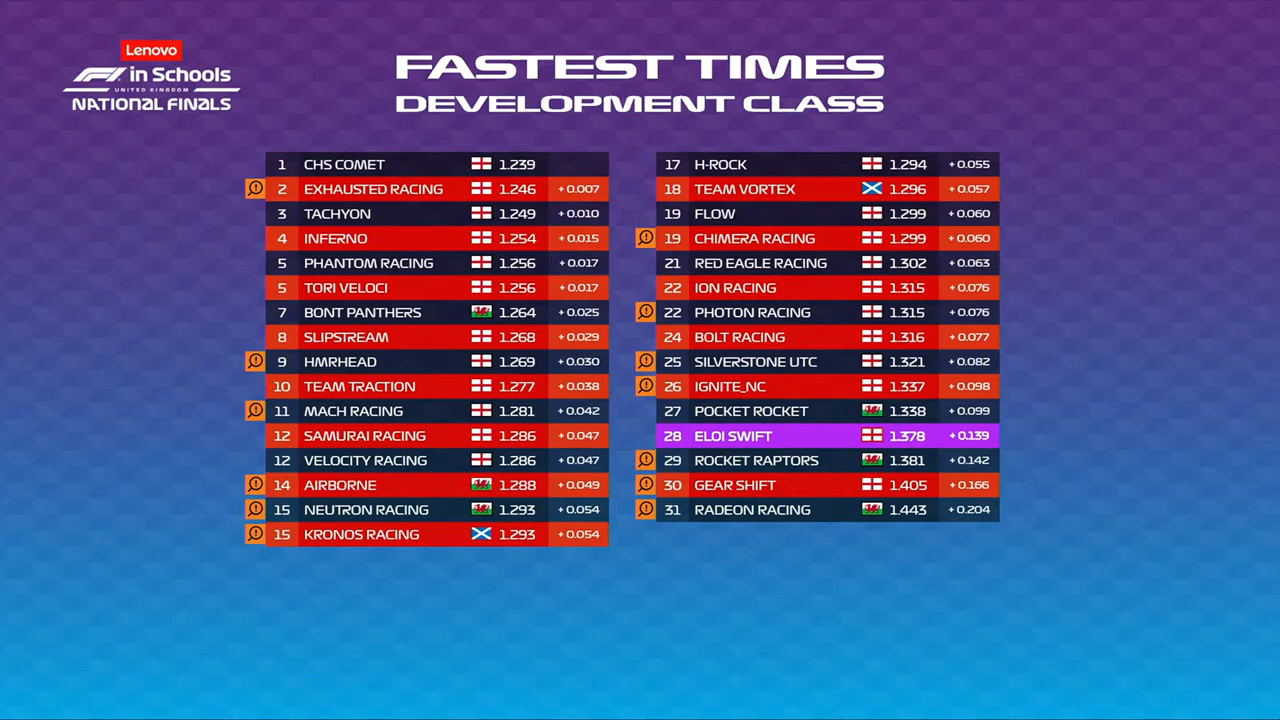 Lenovo
F1 in Schools
UNITED KINGDOM
NATIONAL FINALS
FASTEST TIMES
DEVELOPMENT CLASS
1 CHS COMET 1.239
2 EXHAUSTED RACING 1.246 +0.007
3 TACHYON 1.249 +0.010
4 INFERNO 1.254 +0.015
5 PHANTOM RACING 1.256 +0.017
5 TORI VELOCI 1.256 +0.017
7 BONT PANTHERS 1.264 +0.025
8 SLIPSTREAM 1.268 +0.029
9 HMRHEAD 1.269 +0.030
10 TEAM TRACTION 1.277 +0.038
11 MACH RACING 1.281 +0.042
12 SAMURAI RACING 1.286 +0.047
12 VELOCITY RACING 1.286 +0.047
14 AIRBORNE 1.288 +0.049
15 NEUTRON RACING 1.293 +0.054
15 KRONOS RACING 1.293 +0.054
17 H-ROCK 1.294 +0.055
18 TEAM VORTEX 1.296 +0.057
19 FLOW 1.299 +0.060
19 CHIMERA RACING 1.299 +0.060
21 RED EAGLE RACING 1.302 +0.063
22 ION RACING 1.315 +0.076
22 PHOTON RACING 1.315 +0.076
24 BOLT RACING 1.316 +0.077
25 SILVERSTONE UTC 1.321 +0.082
26 IGNITE_NC 1.337 +0.098
27 POCKET ROCKET 1.338 +0.099
28 ELOI SWIFT 1.378 +0.139
29 ROCKET RAPTORS 1.381 +0.142
30 GEAR SHIFT 1.405 +0.166
31 RADEON RACING 1.443 +0.204